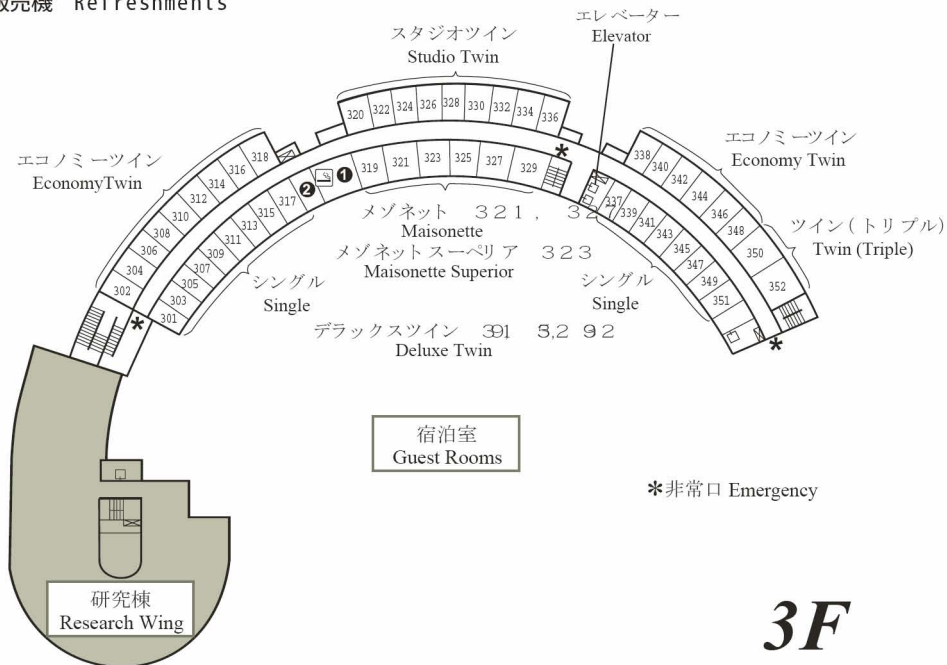 Refreshments
エレベーター
Elevator
スタジオツイン
Studio Twin
320 322 324 326 328 330 332 334 336
エコノミーツイン
EconomyTwin
302 304 306 308 310 312 314 316 318
エコノミーツイン
Economy Twin
338 340 342 344 346 348
ツイン(トリプル)
Twin (Triple)
350 352
301 303 305 307 309 311 313 315 317
❷ ❶
319 321 323 325 327 329
337 339 341 343 345 347 349 351
メゾネット 321, 327
Maisonette
メゾネットスーペリア 323
Maisonette Superior
シングル
Single
シングル
Single
デラックスツイン
Deluxe Twin
宿泊室
Guest Rooms
*非常口 Emergency
研究棟
Research Wing
3F